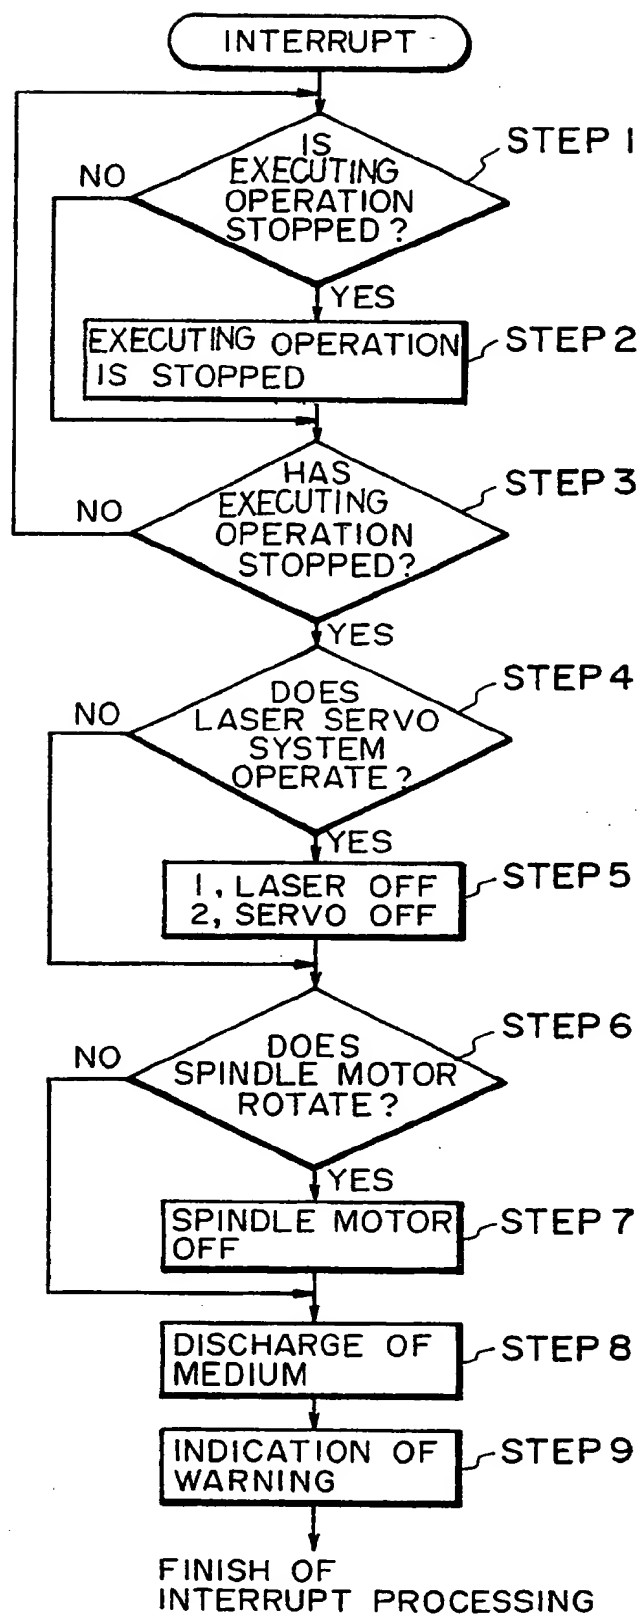 INTERRUPT
IS
EXECUTING
OPERATION
STOPPED?
STEP 1
NO
YES
EXECUTING OPERATION
IS STOPPED
STEP 2
HAS
EXECUTING
OPERATION
STOPPED?
STEP 3
NO
YES
DOES
LASER SERVO
SYSTEM
OPERATE?
STEP 4
NO
YES
1, LASER OFF
2, SERVO OFF
STEP 5
DOES
SPINDLE MOTOR
ROTATE?
STEP 6
NO
YES
SPINDLE MOTOR
OFF
STEP 7
DISCHARGE OF
MEDIUM
STEP 8
INDICATION OF
WARNING
STEP 9
FINISH OF
INTERRUPT PROCESSING